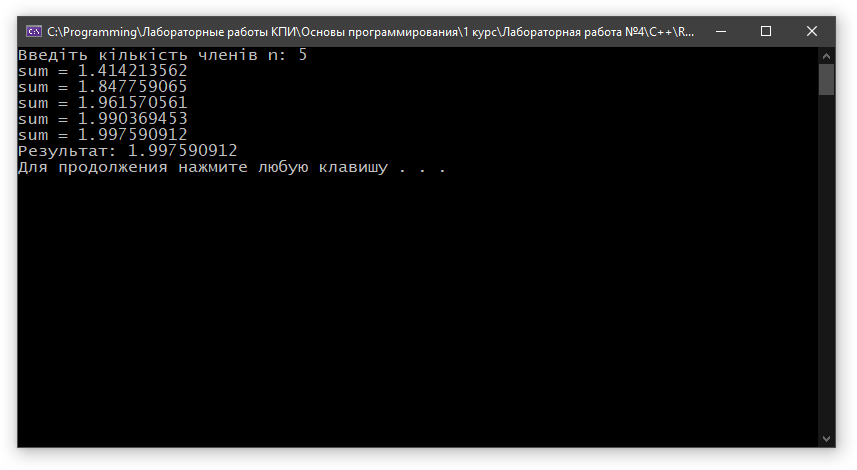 C:\Programming\Лабораторные работы КПИ\Основы программирования\1 курс\Лабораторная работа №4\C++\R...
Введіть кількість членів n: 5
sum = 1.414213562
sum = 1.847759065
sum = 1.961570561
sum = 1.990369453
sum = 1.997590912
Результат: 1.997590912
Для продолжения нажмите любую клавишу . . .